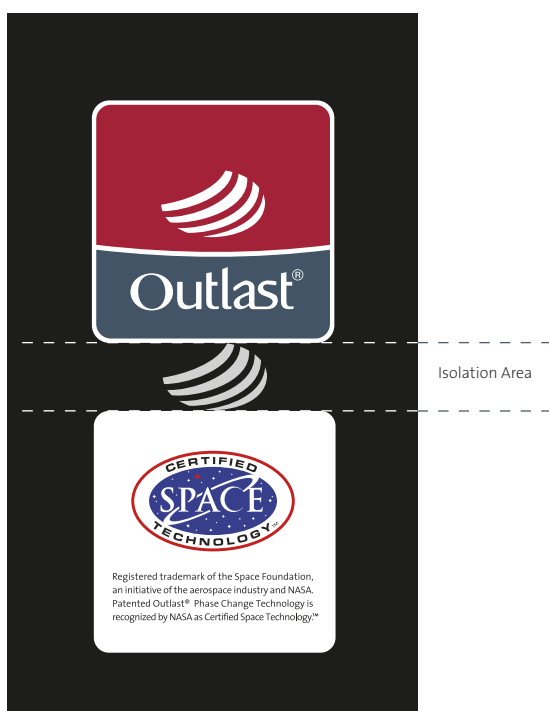 Outlast®
Isolation Area
CERTIFIED
SPACE
TECHNOLOGY™
Registered trademark of the Space Foundation,
an initiative of the aerospace industry and NASA.
Patented Outlast® Phase Change Technology is
recognized by NASA as Certified Space Technology.™